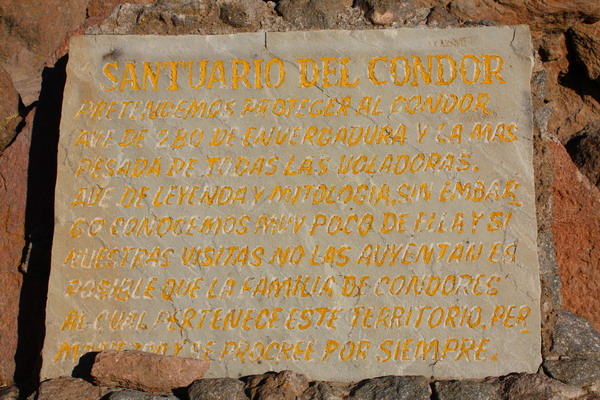 SANTUARIO DEL CONDOR
PRETENDEMOS PROTEGER AL CONDOR,
AVE DE 2.80 DE ENVERGADURA Y LA MAS
PESADA DE TODAS LAS VOLADORAS.
AVE DE LEYENDA Y MITOLOGIA, SIN EMBAR
GO CONOCEMOS MUY POCO DE ELLA Y SI
NUESTRAS VISITAS NO LAS AUYENTAN ES
POSIBLE QUE LA FAMILIA DE CONDORES
AL CUAL PERTENECE ESTE TERRITORIO, PER
Y SE PROCREE POR SIEMPRE.